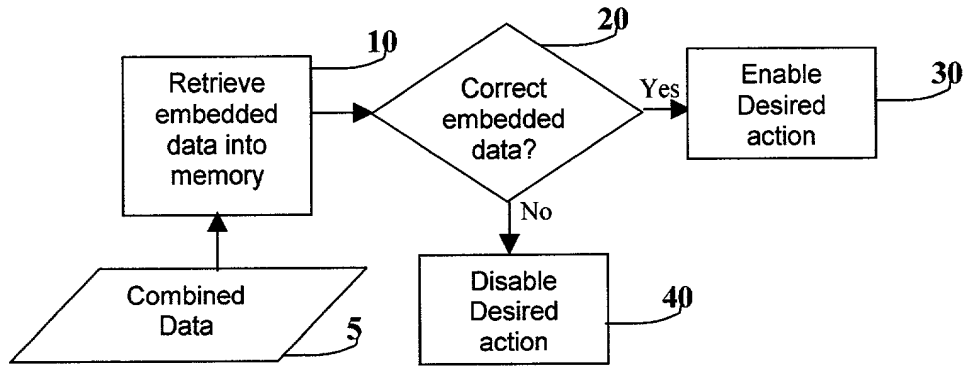 10
Retrieve
embedded
data into
memory
20
Correct
embedded
data?
Yes
Enable
Desired
action
30
No
Disable
Desired
action
40
Combined
Data
5